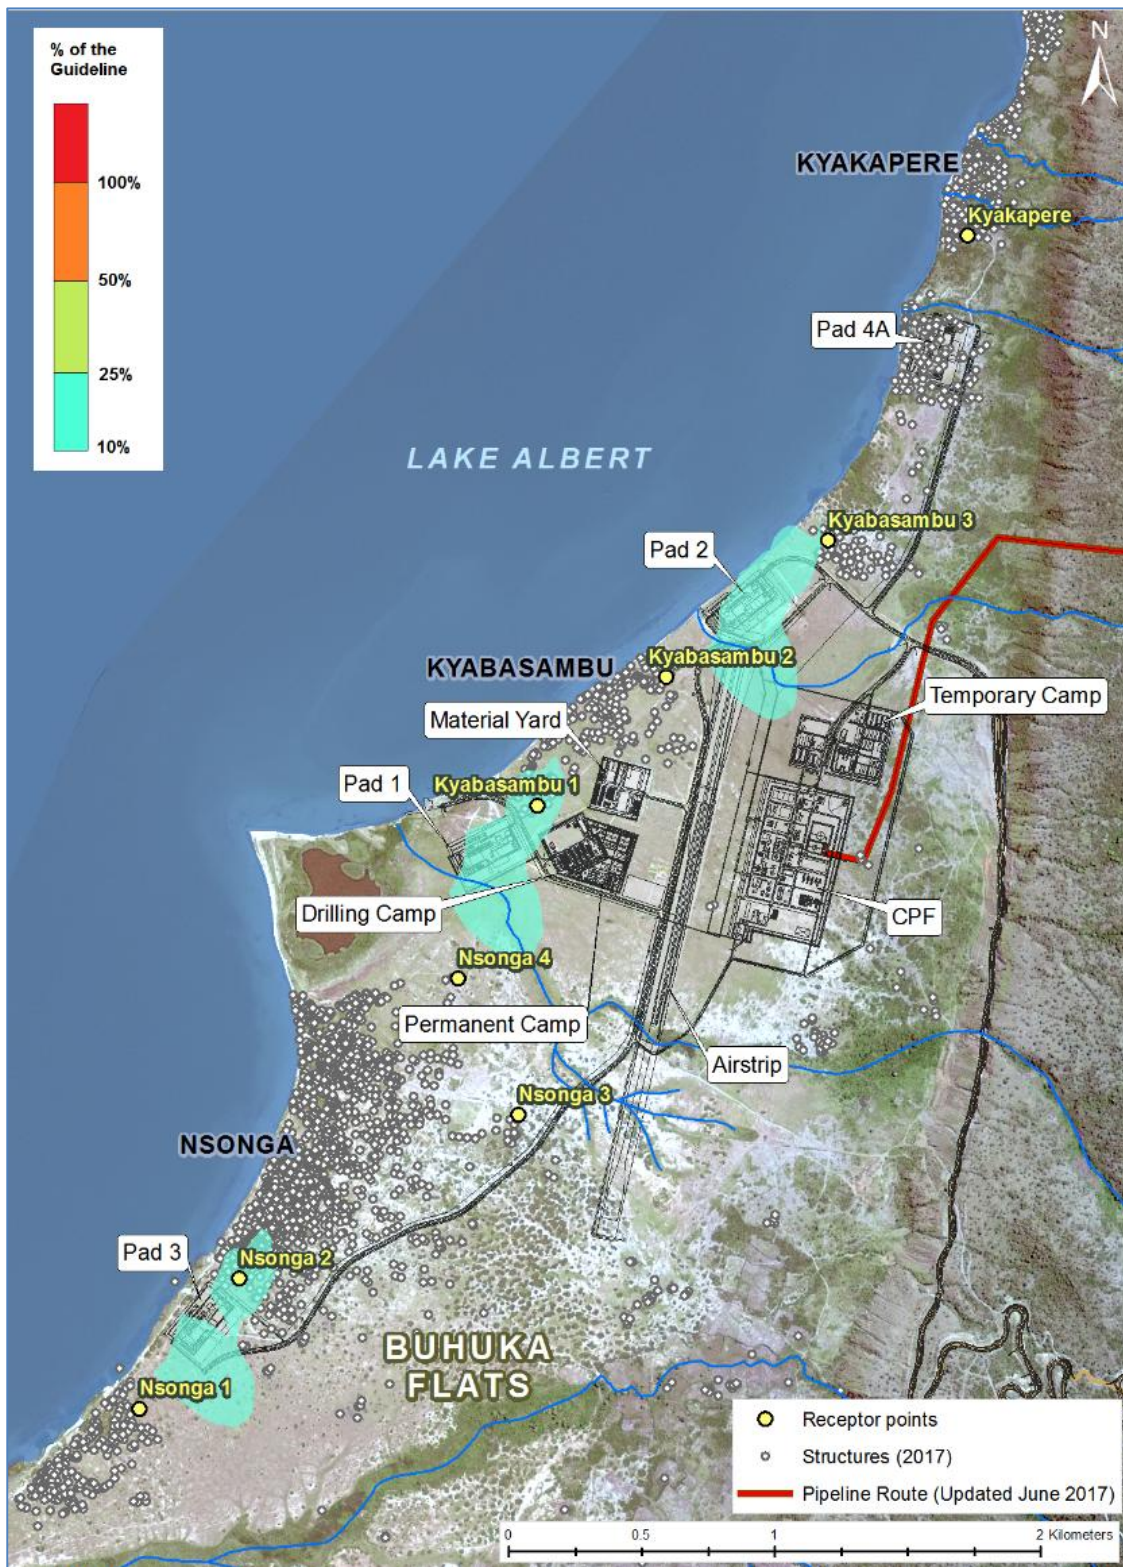 % of the
Guideline
100%
50%
25%
10%
N
KYAKAPERE
Kyakapere
Pad 4A
LAKE ALBERT
Kyabasambu 3
Pad 2
KYABASAMBU
Kyabasambu 2
Temporary Camp
Material Yard
Pad 1
Kyabasambu 1
Drilling Camp
CPF
Nsonga 4
Permanent Camp
Airstrip
Nsonga 3
NSONGA
Pad 3
Nsonga 2
BUHUKA
FLATS
Nsonga 1
Receptor points
Structures (2017)
Pipeline Route (Updated June 2017)
0 0.5 1 2 Kilometers